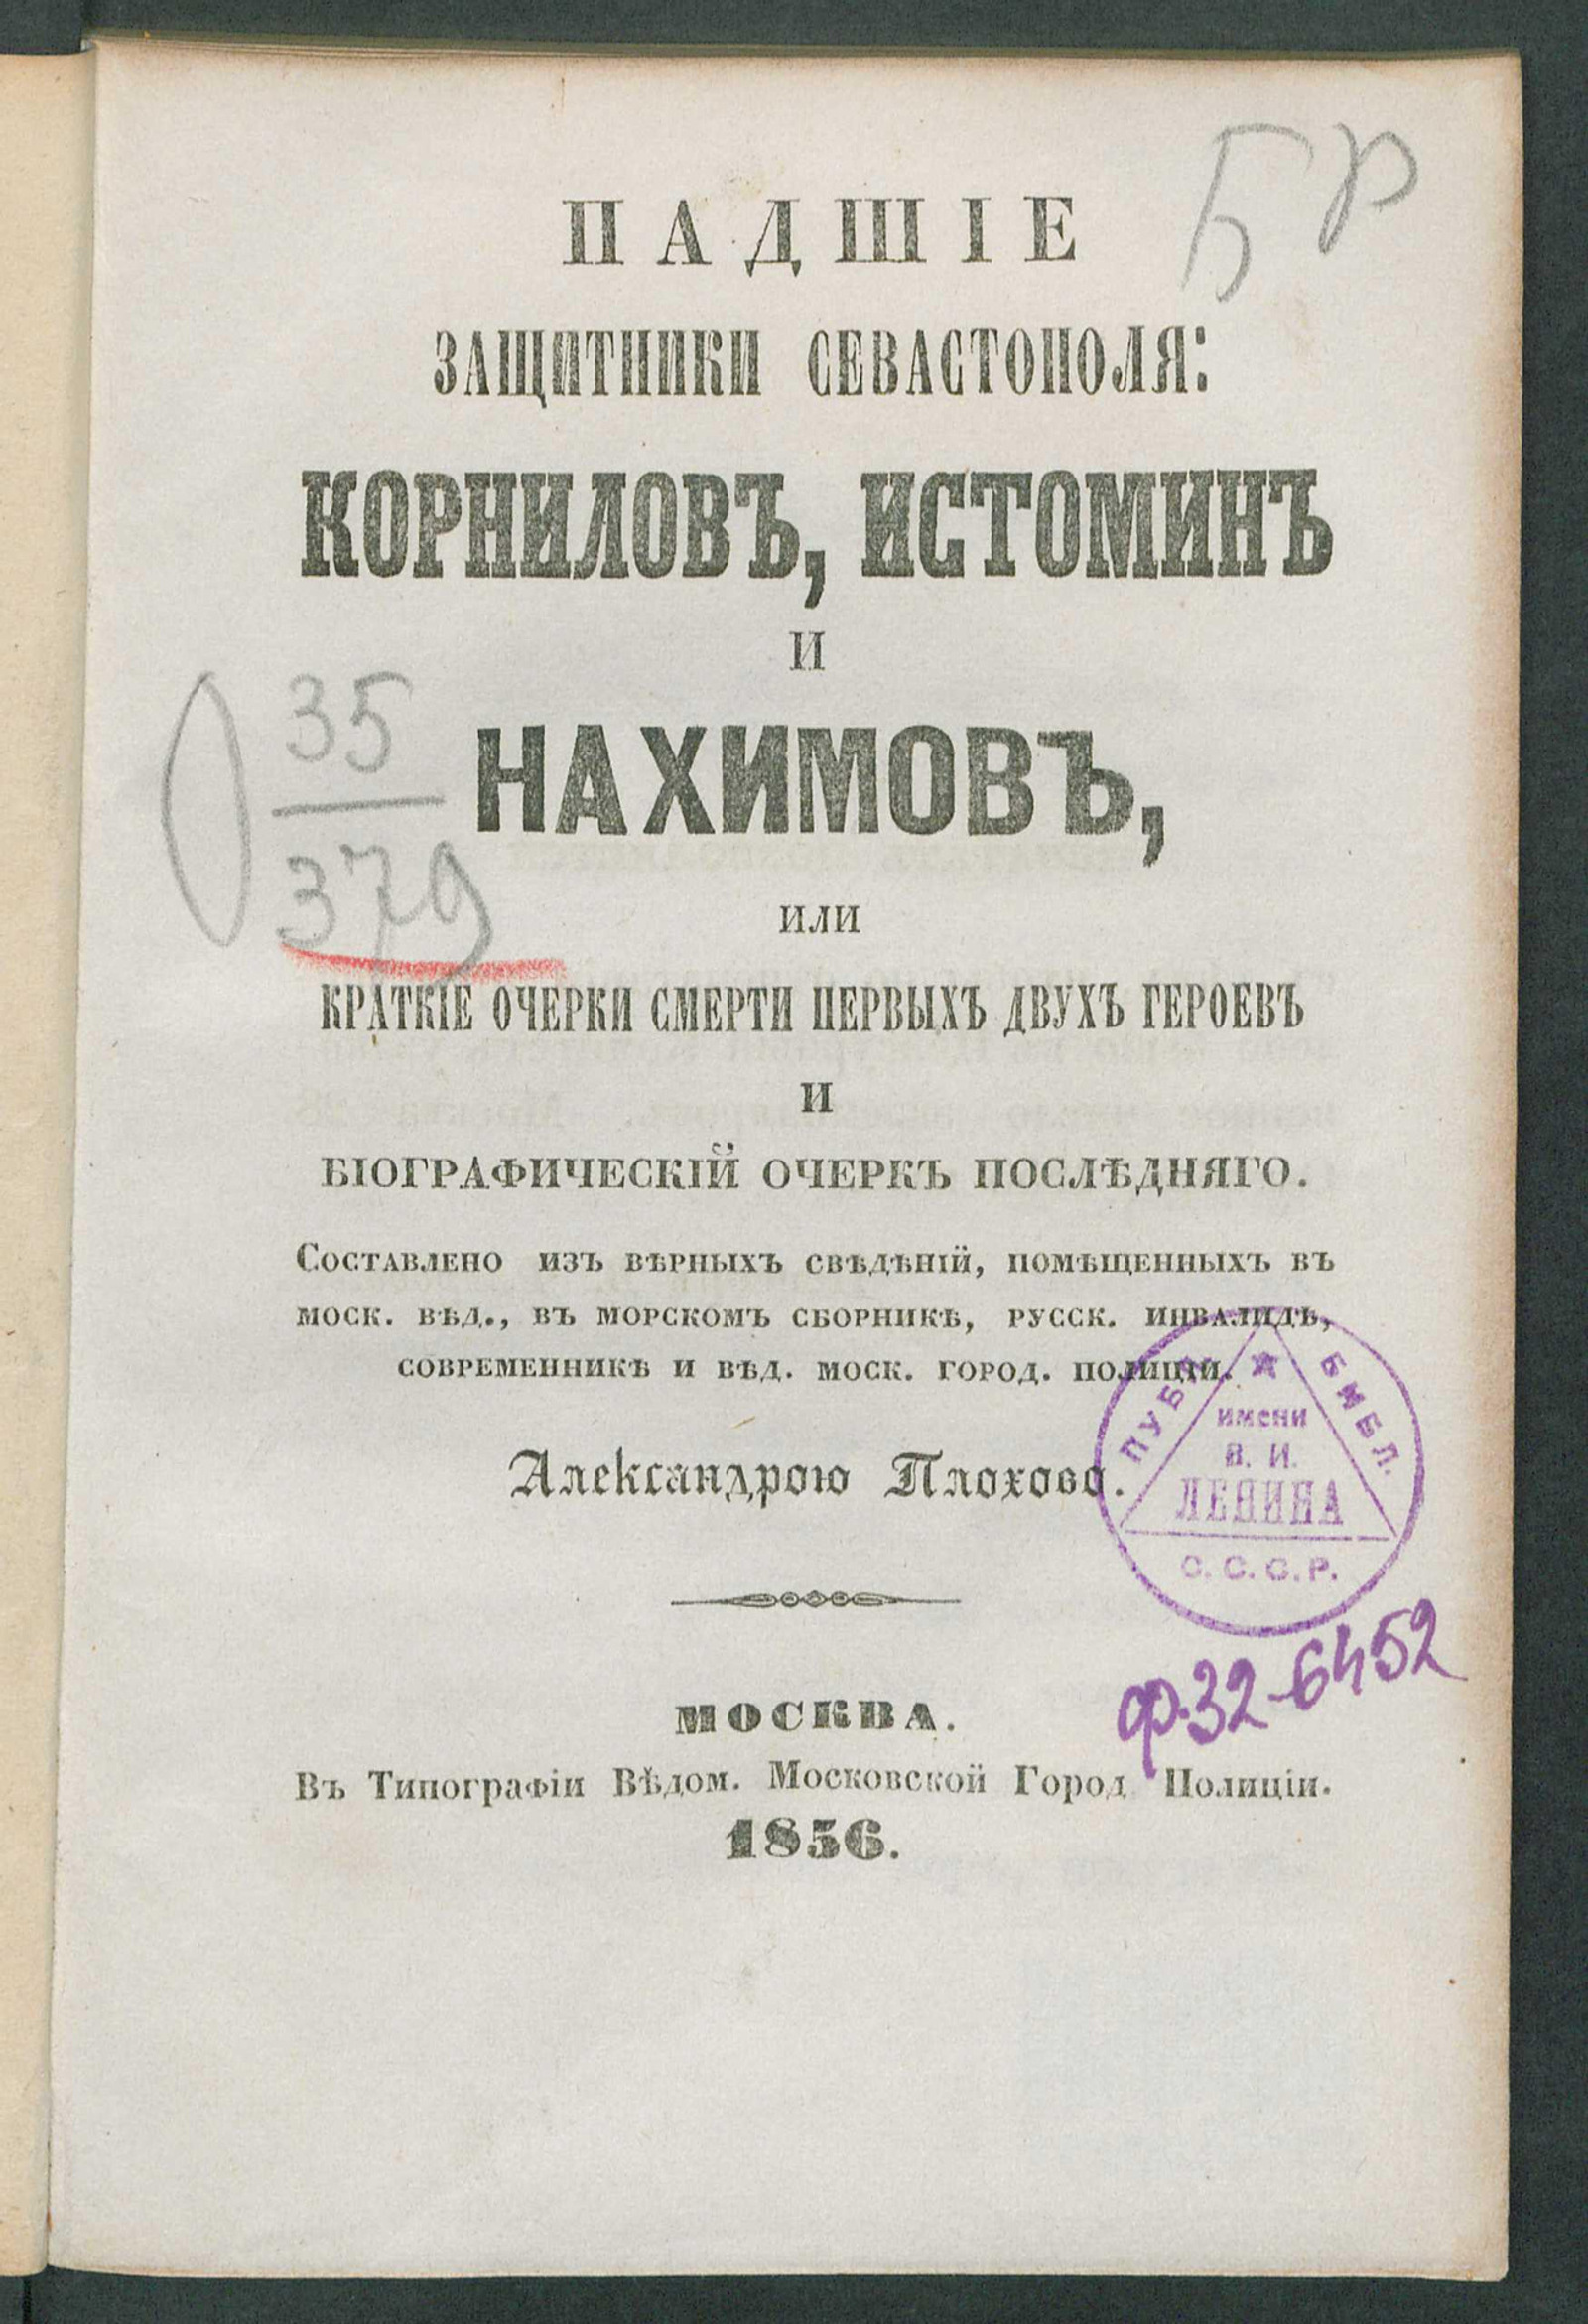 Бр
ПАДШІЕ
ЗАЩИТНИКИ СЕВАСТОПОЛЯ:
КОРНИЛОВЪ, ИСТОМИНЪ
И
35
НАХИМОВЪ,
379
ИЛИ
КРАТКІЕ ОЧЕРКИ СМЕРТИ ПЕРВЫХЪ ДВУХЪ ГЕРОЕВЪ
И
БІОГРАФИЧЕСКІЙ ОЧЕРКЪ ПОСЛѢДНЯГО.
Составлено изъ вѣрныхъ свѣдѣній, помѣщенныхъ въ
моск. вѣд., въ морскомъ сборникѣ, русск. инвалидѣ,
современникѣ и вѣд. моск. город. полиціи.
Александрою Плохово.
ПУБЛ. БИБЛ.
имени
В. И.
ЛЕНИНА
С. С. С. Р.
ф.32-6452
МОСКВА.
Въ Типографіи Вѣдом. Московской Город Полиціи.
1856.